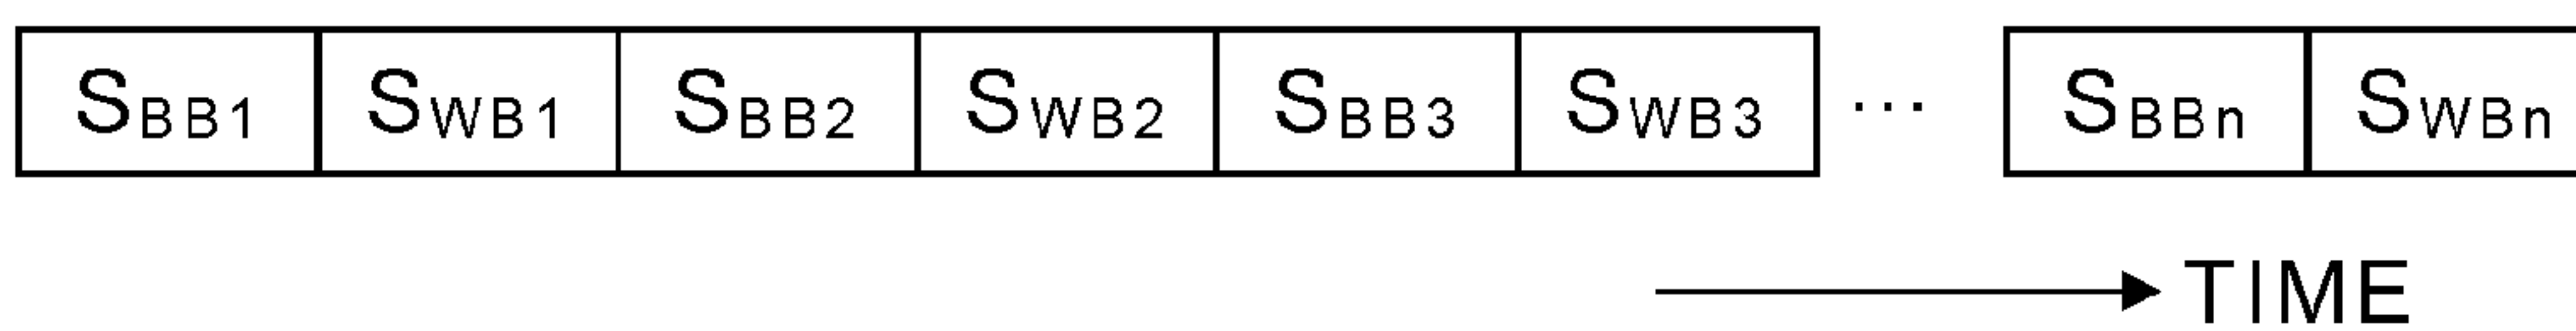 SBB1 SWB1 SBB2 SWB2 SBB3 SWB3 ... SBBn SWBn
TIME